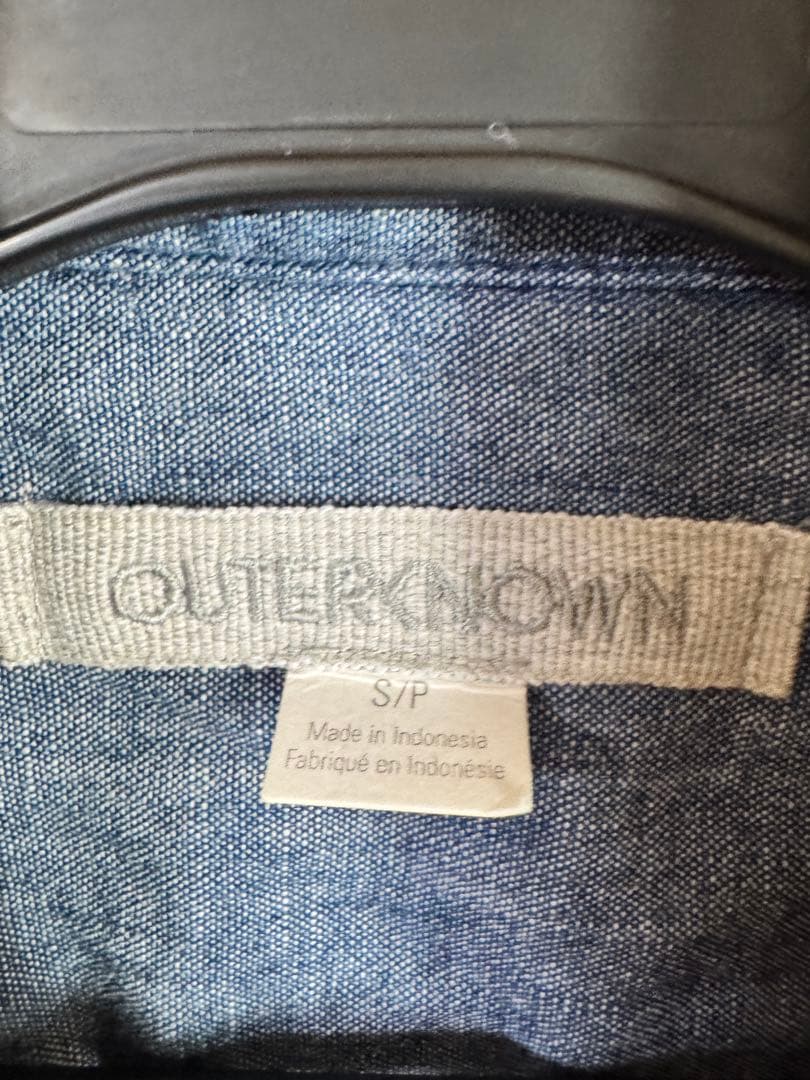 OUTERKNOWN
S/P
Made in Indonesia
Fabriqué en Indonésie